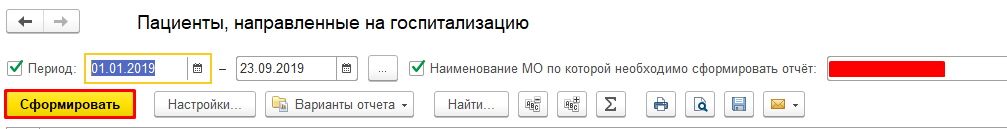 Пациенты, направленные на госпитализацию
Период: 01.01.2019 – 23.09.2019 ... Наименование МО по которой необходимо сформировать отчёт:
Сформировать Настройки... Варианты отчета Найти... Σ